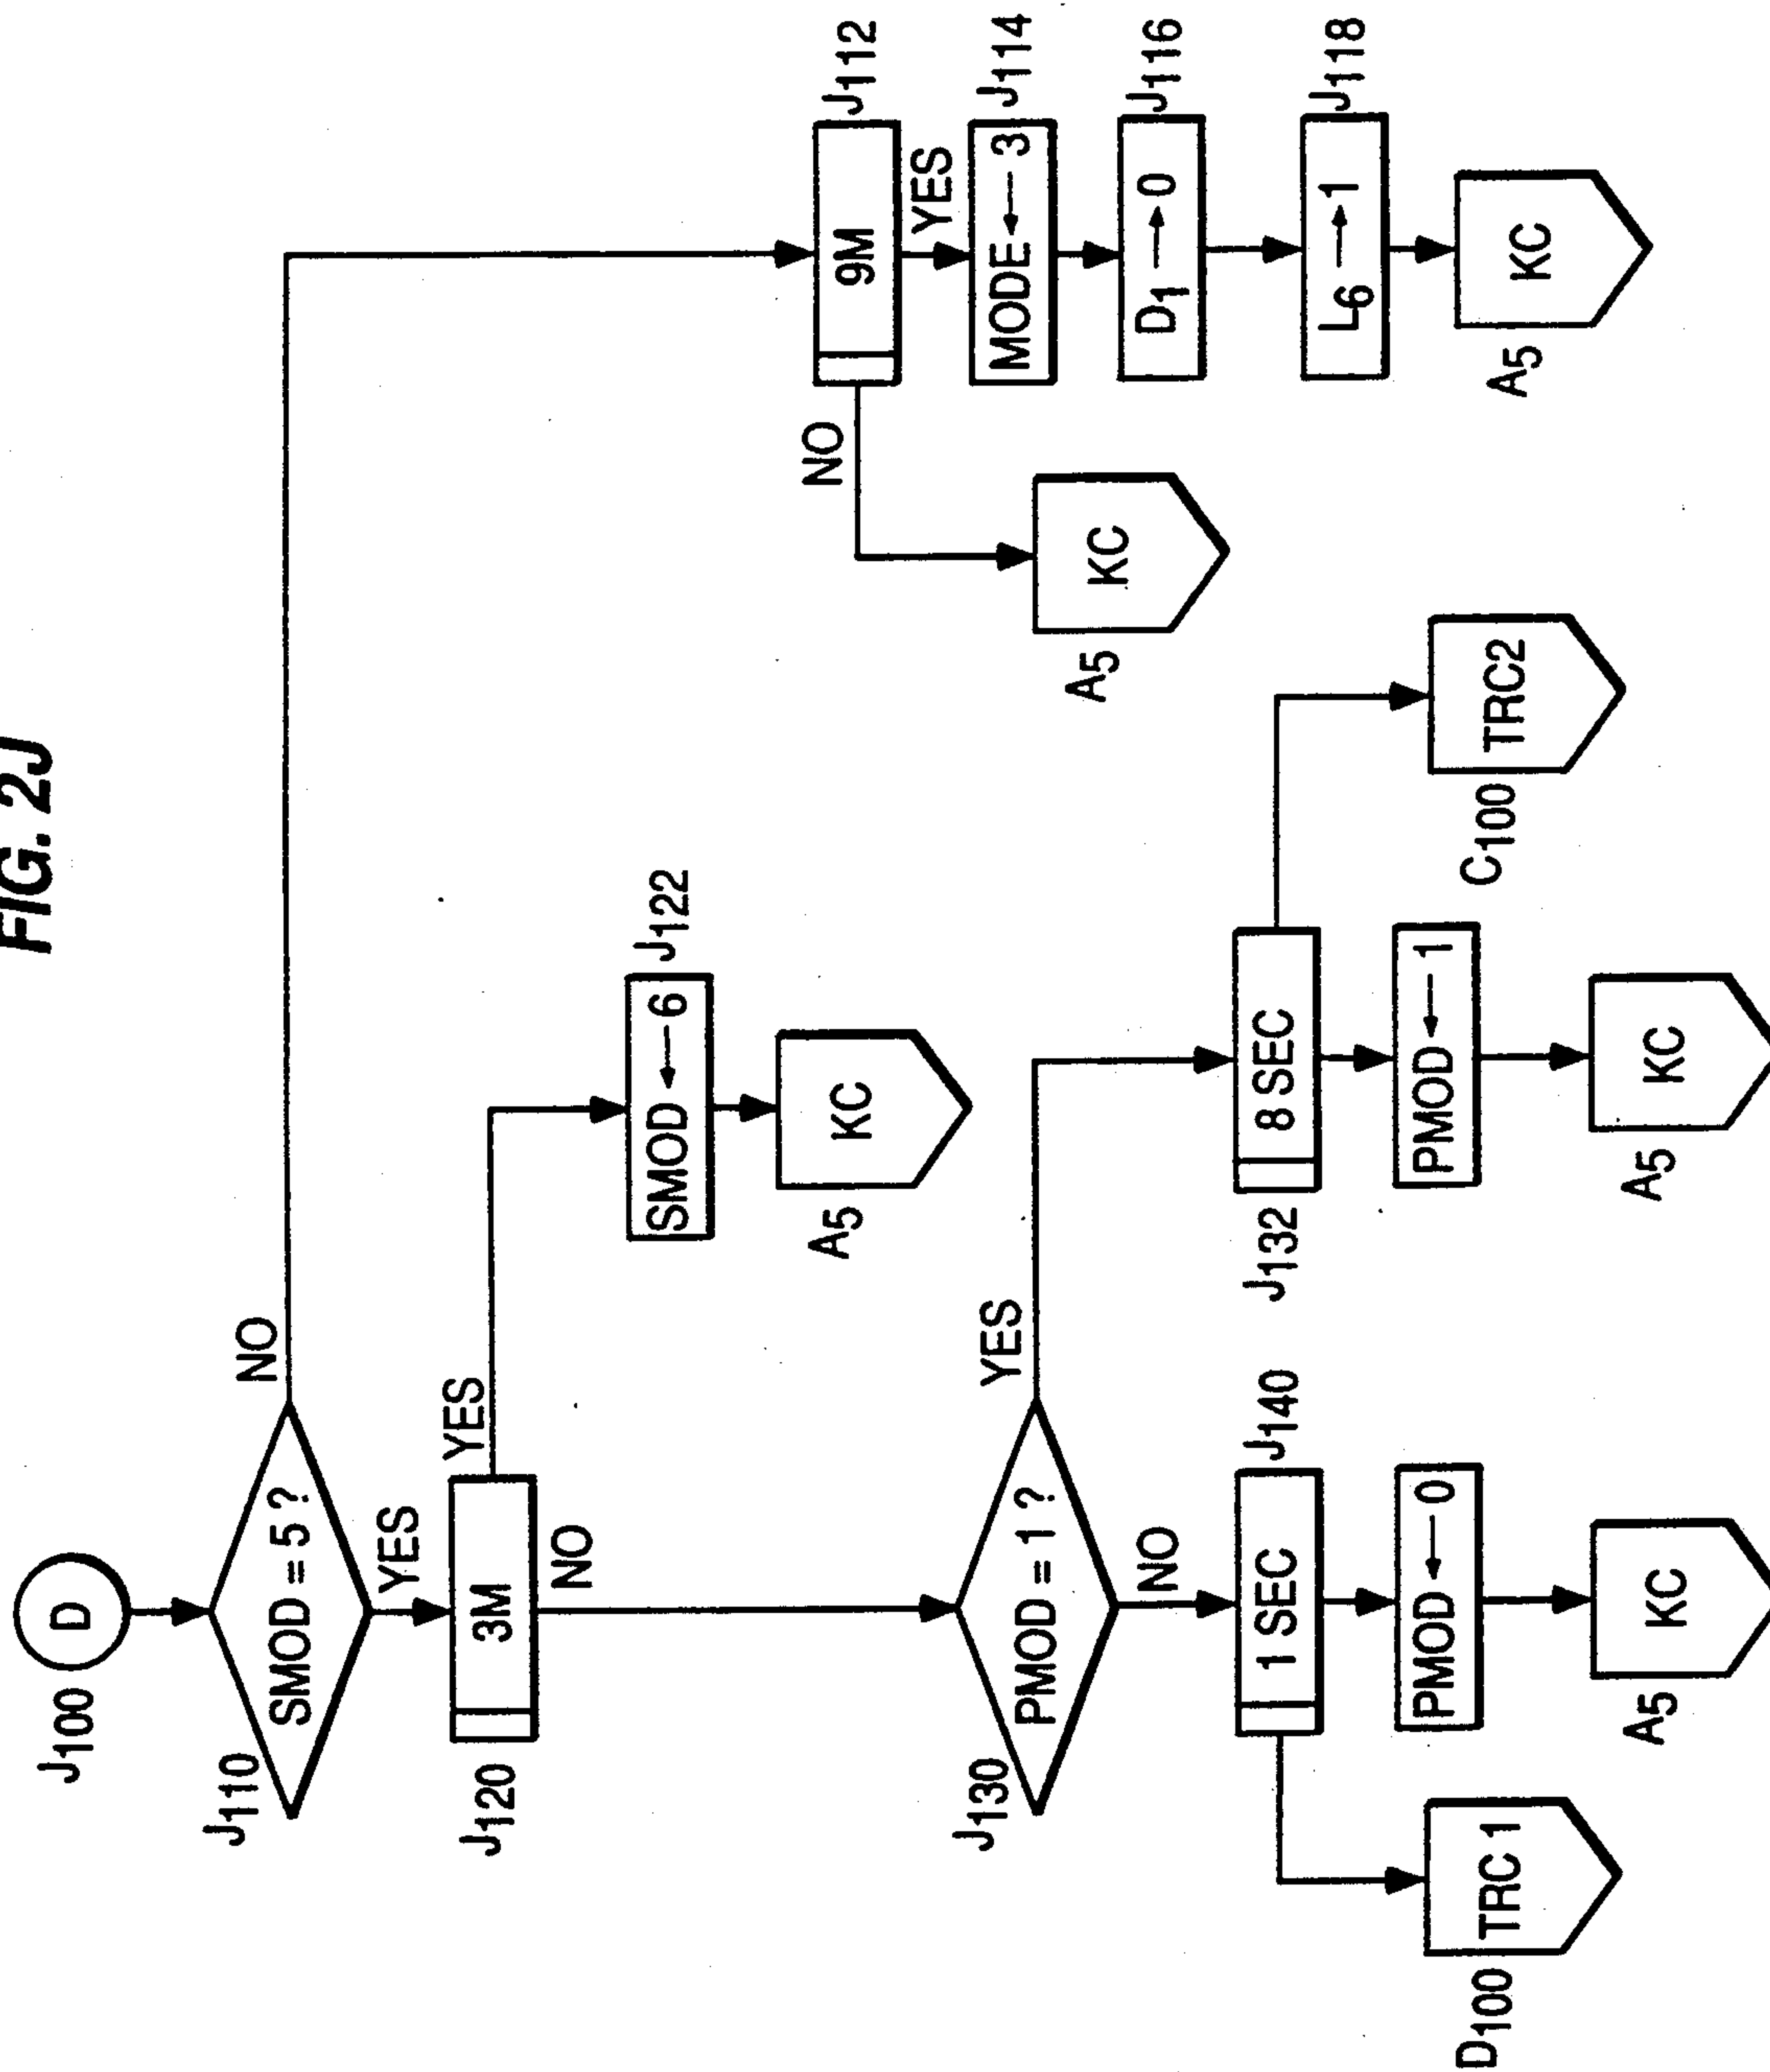 FIG. 2J
J100
D
J110
SMOD = 5 ?
NO
YES
J120
3M
YES
NO
SMOD ← 6
J122
KC
A5
9M
J112
NO
YES
KC
A5
MODE ← 3
J114
D1 → 0
J116
L6 → 1
J118
KC
A5
J130
PMOD = 1 ?
YES
NO
1 SEC
J140
TRC 1
D100
PMOD ← 0
KC
A5
8 SEC
J132
TRC2
C100
PMOD ← 1
KC
A5